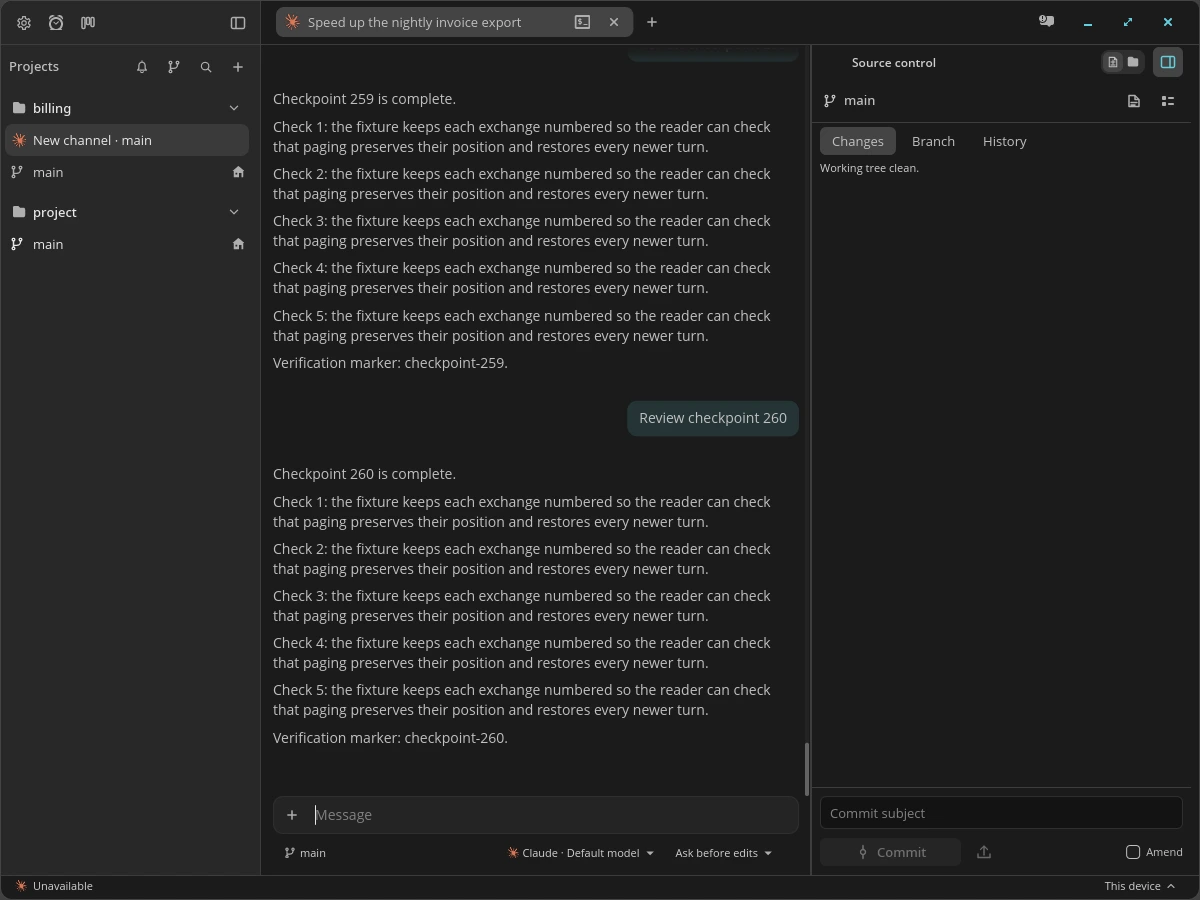 Speed up the nightly invoice export
Projects
billing
New channel · main
main
project
main
Checkpoint 259 is complete.
Check 1: the fixture keeps each exchange numbered so the reader can check
that paging preserves their position and restores every newer turn.
Check 2: the fixture keeps each exchange numbered so the reader can check
that paging preserves their position and restores every newer turn.
Check 3: the fixture keeps each exchange numbered so the reader can check
that paging preserves their position and restores every newer turn.
Check 4: the fixture keeps each exchange numbered so the reader can check
that paging preserves their position and restores every newer turn.
Check 5: the fixture keeps each exchange numbered so the reader can check
that paging preserves their position and restores every newer turn.
Verification marker: checkpoint-259.
Review checkpoint 260
Checkpoint 260 is complete.
Check 1: the fixture keeps each exchange numbered so the reader can check
that paging preserves their position and restores every newer turn.
Check 2: the fixture keeps each exchange numbered so the reader can check
that paging preserves their position and restores every newer turn.
Check 3: the fixture keeps each exchange numbered so the reader can check
that paging preserves their position and restores every newer turn.
Check 4: the fixture keeps each exchange numbered so the reader can check
that paging preserves their position and restores every newer turn.
Check 5: the fixture keeps each exchange numbered so the reader can check
that paging preserves their position and restores every newer turn.
Verification marker: checkpoint-260.
Message
main
Claude · Default model
Ask before edits
Source control
main
Changes
Branch
History
Working tree clean.
Commit subject
Commit
Amend
Unavailable
This device